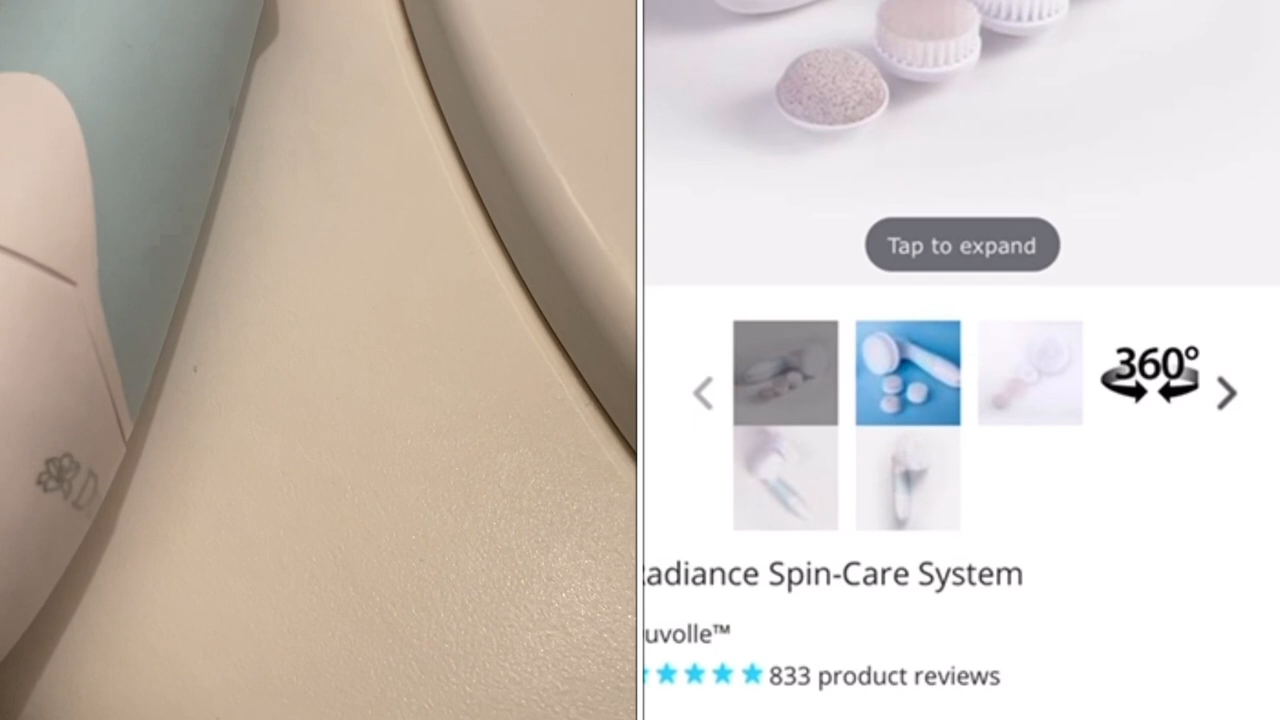 D
Tap to expand
360°
adiance Spin-Care System
uvolle™
833 product reviews